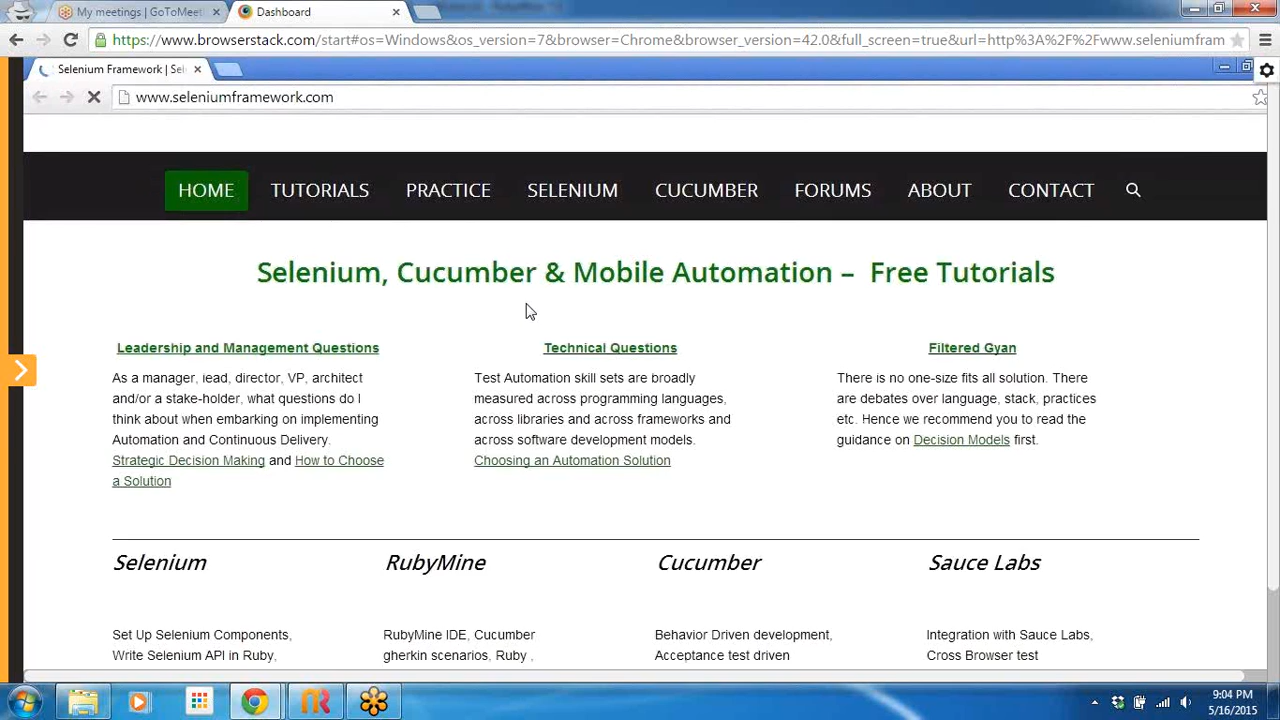 My meetings | GoToMeet
Dashboard
https://www.browserstack.com/start#os=Windows&os_version=7&browser=Chrome&browser_version=42.0&full_screen=true&url=http%3A%2F%2Fwww.seleniumfram
Selenium Framework | Sel
www.seleniumframework.com
HOME TUTORIALS PRACTICE SELENIUM CUCUMBER FORUMS ABOUT CONTACT
Selenium, Cucumber & Mobile Automation – Free Tutorials
Leadership and Management Questions
As a manager, lead, director, VP, architect
and/or a stake-holder, what questions do I
think about when embarking on implementing
Automation and Continuous Delivery.
Strategic Decision Making and How to Choose
a Solution
Technical Questions
Test Automation skill sets are broadly
measured across programming languages,
across libraries and across frameworks and
across software development models.
Choosing an Automation Solution
Filtered Gyan
There is no one-size fits all solution. There
are debates over language, stack, practices
etc. Hence we recommend you to read the
guidance on Decision Models first.
Selenium
Set Up Selenium Components,
Write Selenium API in Ruby,
RubyMine
RubyMine IDE, Cucumber
gherkin scenarios, Ruby ,
Cucumber
Behavior Driven development,
Acceptance test driven
Sauce Labs
Integration with Sauce Labs,
Cross Browser test
9:04 PM
5/16/2015